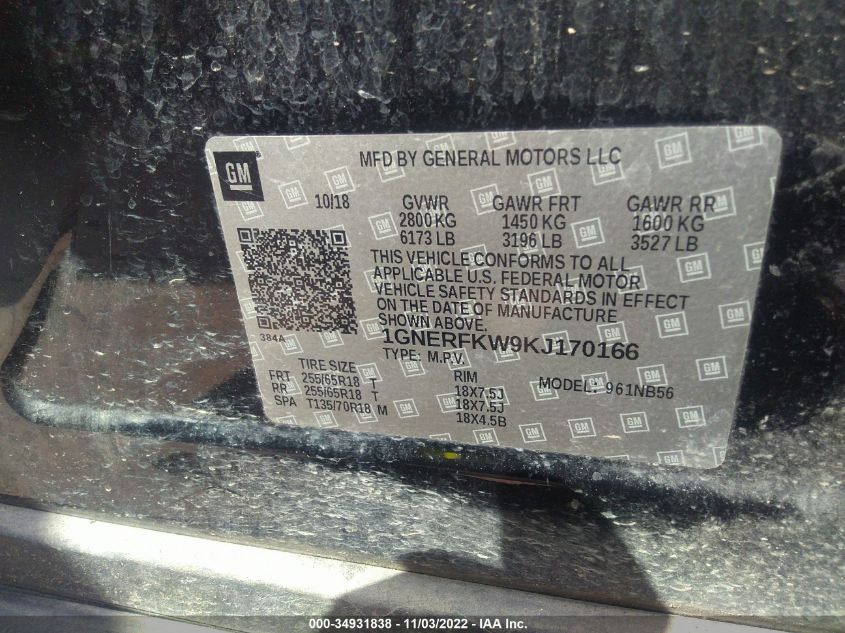 GM
MFD BY GENERAL MOTORS LLC
10/18 GVWR GAWR FRT GAWR RR
2800 KG 1450 KG 1600 KG
6173 LB 3196 LB 3527 LB
THIS VEHICLE CONFORMS TO ALL
APPLICABLE U.S. FEDERAL MOTOR
VEHICLE SAFETY STANDARDS IN EFFECT
ON THE DATE OF MANUFACTURE
SHOWN ABOVE.
384A
1GNERFKW9KJ170166
TYPE: M.P.V.
TIRE SIZE RIM MODEL: 961NB56
FRT 255/65R18 T 18X7.5J
RR 255/65R18 T 18X7.5J
SPA T135/70R18 M 18X4.5B
000-34931838 - 11/03/2022 - IAA Inc.